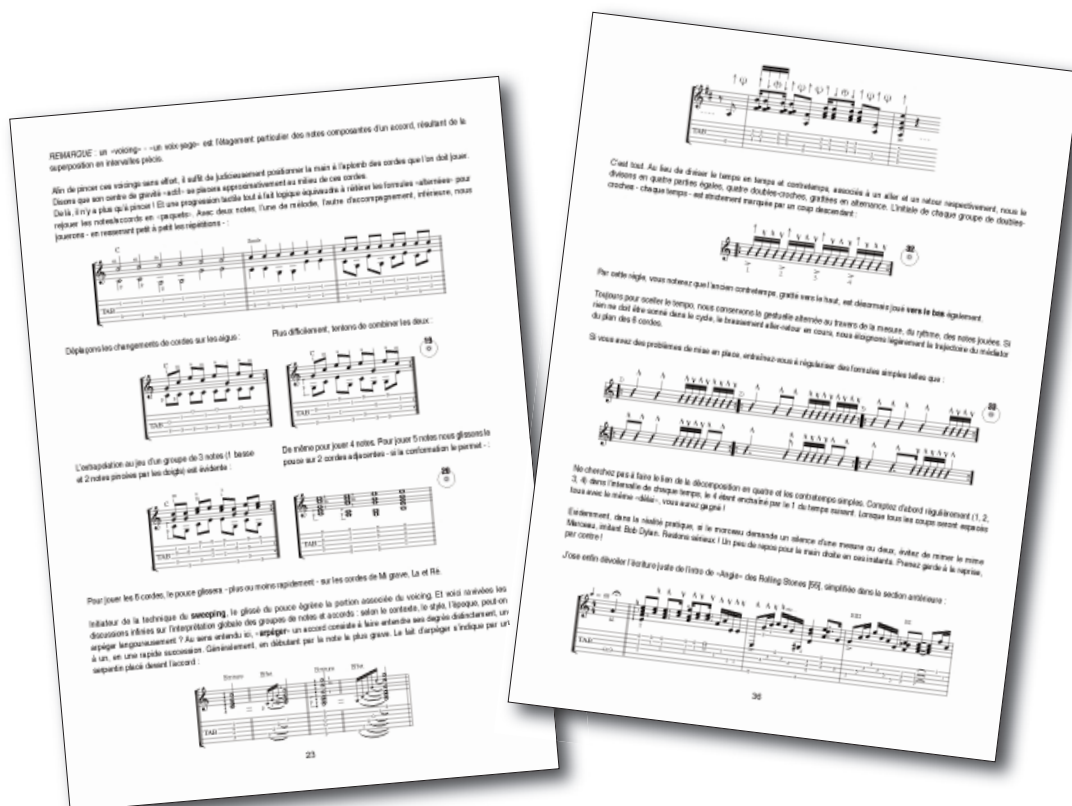 REMARQUE : un «voicing» - «un voix-page» est l'étagement particulier des notes composantes d'un accord, résultant de la
superposition en intervalles précis.
Afin de pincer ces voicings sans effort, il suffit de judicieusement positionner la main à l'aplomb des cordes que l'on doit jouer.
Disons que son centre de gravité «actif» se placera approximativement au milieu de ces cordes.
De là, il n'y a plus qu'à pincer ! Et une progression tactile tout à fait logique équivaudra à réitérer les formules «alternées» pour
rejouer les notes/accords en «paquets». Avec deux notes, l'une de mélodie, l'autre d'accompagnement, inférieure, nous
jouerons - en resserrant petit à petit les répétitions - :
C
TAB
Déplaçons les changements de cordes sur les aigus :
Plus difficilement, tentons de combiner les deux :
19
C
C
TAB
TAB
L'extrapolation au jeu d'un groupe de 3 notes (1 basse
et 2 notes pincées par les doigts) est évidente :
De même pour jouer 4 notes. Pour jouer 5 notes nous glissons le
pouce sur 2 cordes adjacentes - si la conformation le permet - :
20
C
TAB
TAB
Pour jouer les 6 cordes, le pouce glissera - plus ou moins rapidement - sur les cordes de Mi grave, La et Ré.
Initiateur de la technique du sweeping, le glissé du pouce égrène la portion associée du voicing. Et voici ravivées les
discussions infinies sur l'interprétation globale des groupes de notes et accords : selon le contexte, le style, l'époque, peut-on
arpéger langoureusement ? Au sens entendu ici, «arpéger» un accord consiste à faire entendre ses degrés distinctement, un
à un, en une rapide succession. Généralement, en débutant par la note la plus grave. Le fait d'arpéger s'indique par un
serpentin placé devant l'accord :
TAB
23
TAB
C'est tout. Au lieu de diviser le temps en temps et contretemps, associés à un aller et un retour respectivement, nous le
divisons en quatre parties égales, quatre doubles-croches, grattées en alternance. L'initiale de chaque groupe de doubles-
croches - chaque temps - est strictement marquée par un coup descendant :
32
1 2 3 4
Par cette règle, vous noterez que l'ancien contretemps, gratté vers le haut, est désormais joué vers le bas également.
Toujours pour sceller le tempo, nous conservons la gestuelle alternée au travers de la mesure, du rythme, des notes jouées. Si
rien ne doit être sonné dans le cycle, le brassement aller-retour en cours, nous éloignons légèrement la trajectoire du médiator
du plan des 6 cordes.
Si vous avez des problèmes de mise en place, entraînez-vous à régulariser des formules simples telles que :
33
Ne cherchez pas à faire le lien de la décomposition en quatre et les contretemps simples. Comptez d'abord régulièrement (1, 2,
3, 4) dans l'intervalle de chaque temps, le 4 étant enchaîné par le 1 du temps suivant. Lorsque tous les coups seront espacés
tous avec le même «délai», vous aurez gagné !
Evidemment, dans la réalité pratique, si le morceau demande un silence d'une mesure ou deux, évitez de mimer le mime
Marceau, imitant Bob Dylan. Restons sérieux ! Un peu de repos pour la main droite en ces instants. Prenez garde à la reprise,
par contre !
J'ose enfin dévoiler l'écriture juste de l'intro de «Angie» des Rolling Stones [56], simplifiée dans la section antérieure :
TAB
36